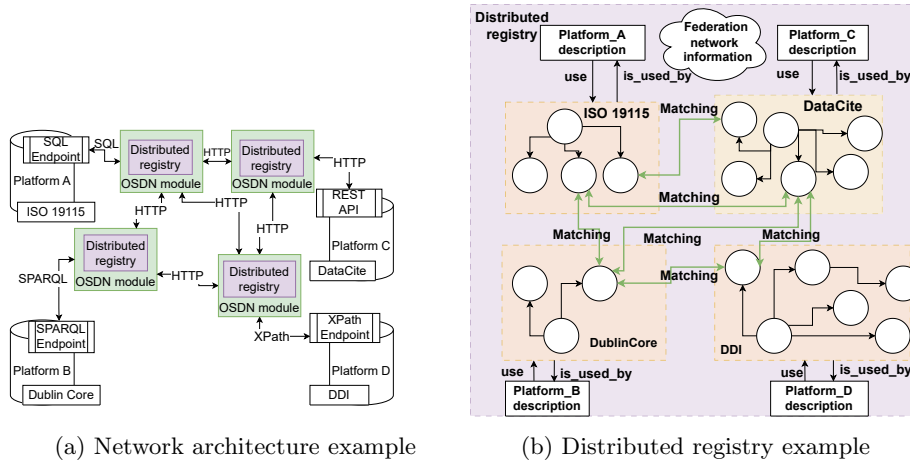 SQL
Endpoint
SQL
Platform A
ISO 19115
Distributed
registry
OSDN module
HTTP
Distributed
registry
OSDN module
HTTP
REST
API
Platform C
DataCite
HTTP
HTTP
HTTP
HTTP
Distributed
registry
OSDN module
HTTP
Distributed
registry
OSDN module
SPARQL
SPARQL
Endpoint
Platform B
Dublin Core
XPath
XPath
Endpoint
Platform D
DDI
(a) Network architecture example
Distributed
registry
Platform_A
description
Federation
network
information
Platform_C
description
use
is_used_by
use
is_used_by
ISO 19115
Matching
DataCite
Matching
Matching
Matching
Matching
Matching
DublinCore
DDI
use
is_used_by
use
is_used_by
Platform_B
description
Platform_D
description
(b) Distributed registry example